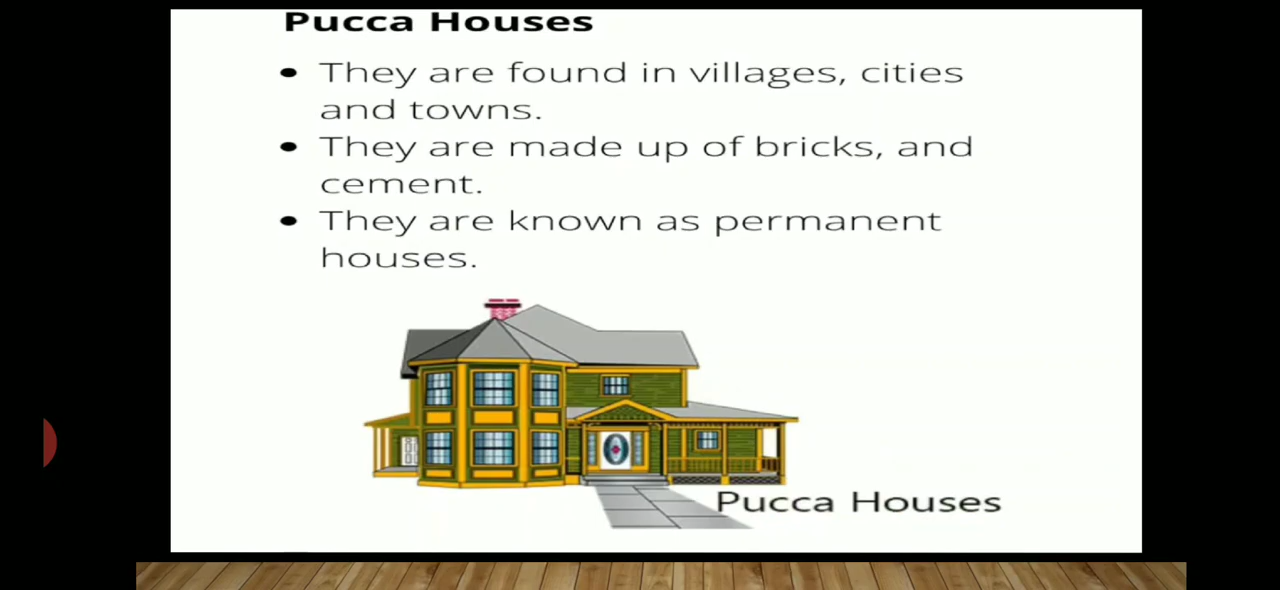 Pucca Houses
• They are found in villages, cities
and towns.
• They are made up of bricks, and
cement.
• They are known as permanent
houses.
Pucca Houses